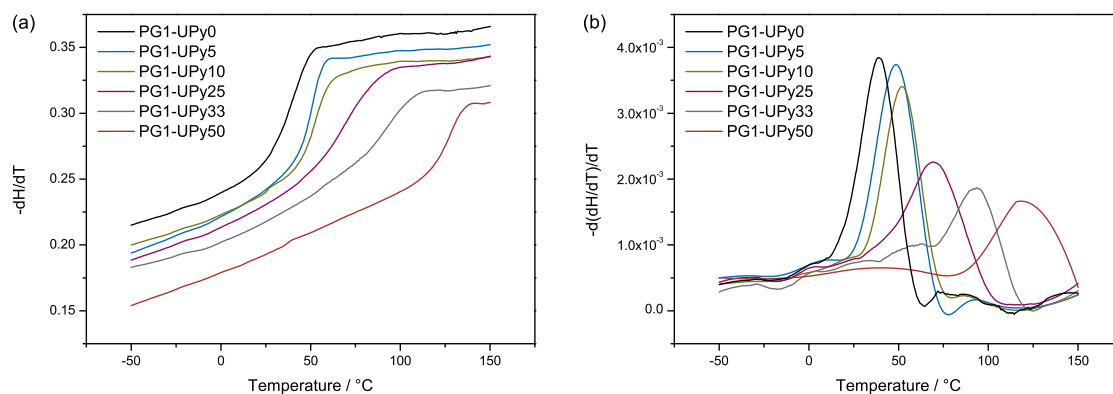 (a)
PG1-UPy0
PG1-UPy5
PG1-UPy10
PG1-UPy25
PG1-UPy33
PG1-UPy50
-dH/dT
0.35
0.30
0.25
0.20
0.15
-50 0 50 100 150
Temperature / °C
(b)
PG1-UPy0
PG1-UPy5
PG1-UPy10
PG1-UPy25
PG1-UPy33
PG1-UPy50
-d(dH/dT)/dT
4.0x10⁻³
3.0x10⁻³
2.0x10⁻³
1.0x10⁻³
0.0
-50 0 50 100 150
Temperature / °C